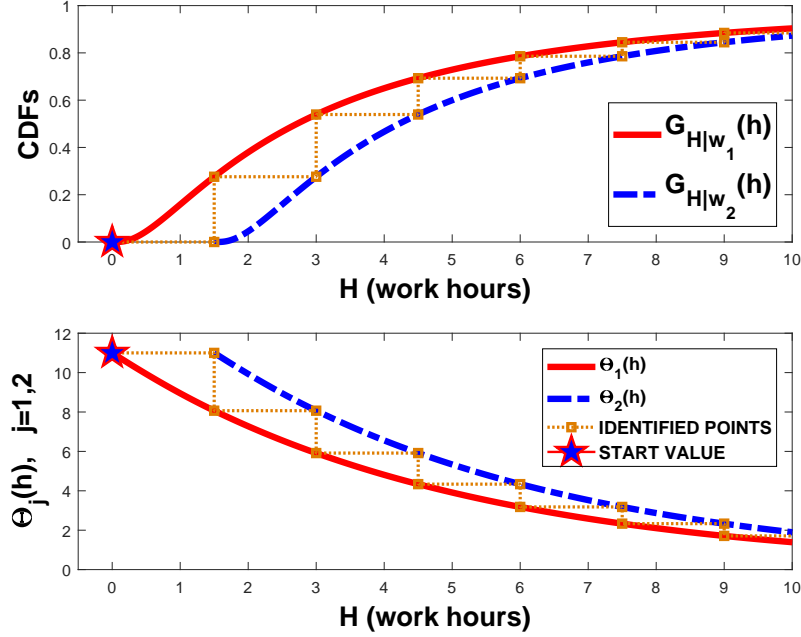 1
0.8
0.6
0.4
0.2
0
CDFs
G_{H|w_1}(h)
G_{H|w_2}(h)
0 1 2 3 4 5 6 7 8 9 10
H (work hours)
12
10
8
6
4
2
0
Θ_j(h), j=1,2
Θ_1(h)
Θ_2(h)
IDENTIFIED POINTS
START VALUE
0 1 2 3 4 5 6 7 8 9 10
H (work hours)